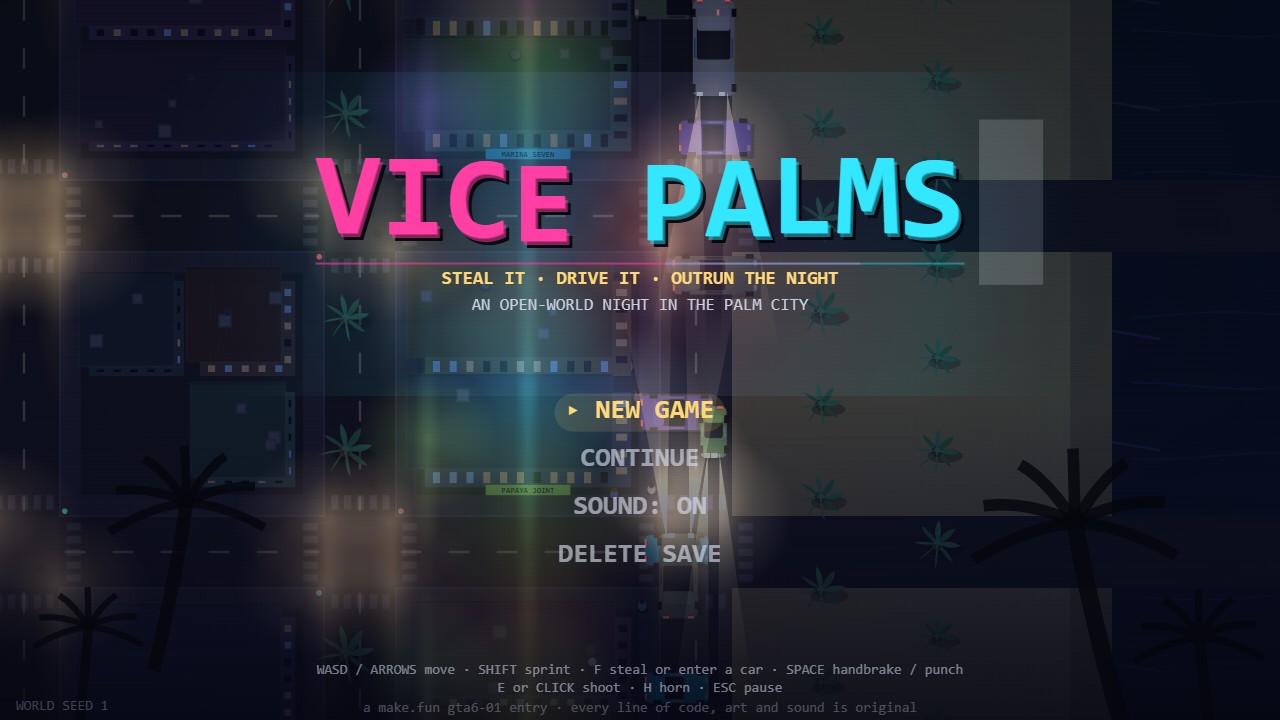 MARINA SEVEN
VICE PALMS
STEAL IT · DRIVE IT · OUTRUN THE NIGHT
AN OPEN-WORLD NIGHT IN THE PALM CITY
▸ NEW GAME
CONTINUE
PAPAYA JOINT
SOUND: ON
DELETE SAVE
WASD / ARROWS move · SHIFT sprint · F steal or enter a car · SPACE handbrake / punch
E or CLICK shoot · H horn · ESC pause
WORLD SEED 1
a make.fun gta6-01 entry · every line of code, art and sound is original